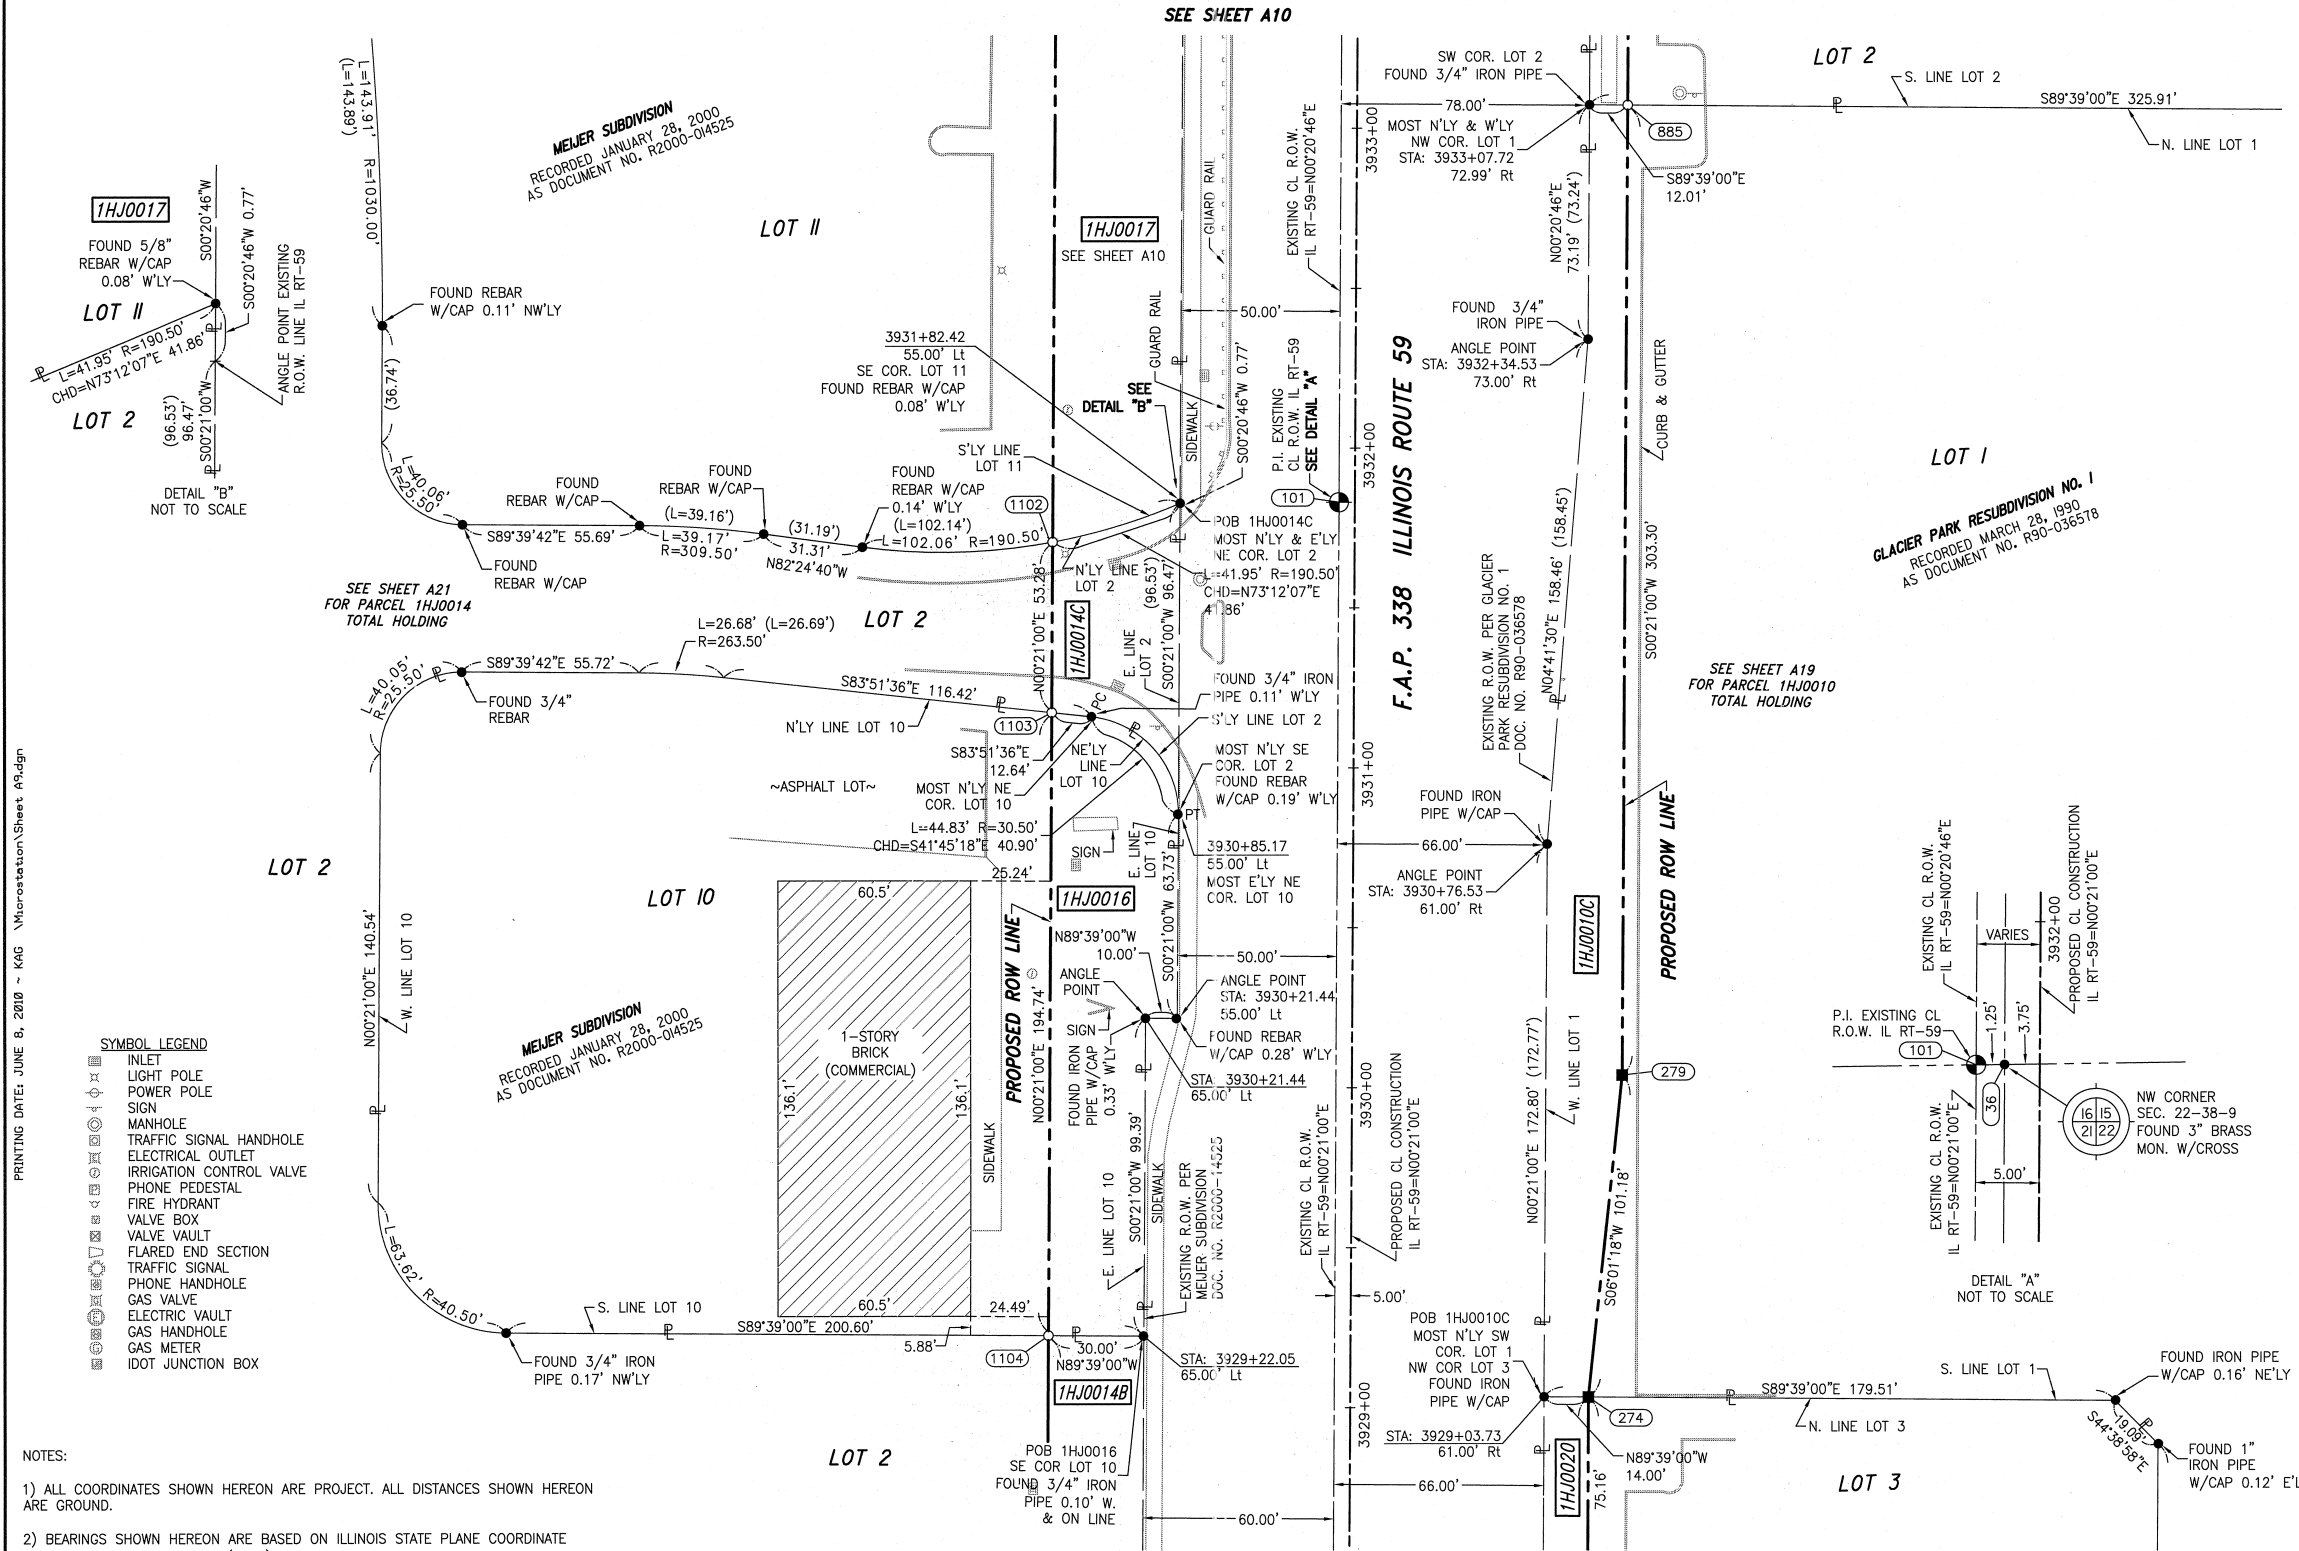 SEE SHEET A10
L=143.91' R=1030.00'
(L=143.89')
MEIJER SUBDIVISION
RECORDED JANUARY 28, 2000
AS DOCUMENT NO. R2000-014525
LOT 11
1HJ0017
SEE SHEET A10
GUARD RAIL
GUARD RAIL
SIDEWALK
EXISTING CL R.O.W.
IL RT-59=N00°20'46"E
3933+00
50.00'
SW COR. LOT 2
FOUND 3/4" IRON PIPE
78.00'
MOST N'LY & W'LY
NW COR. LOT 1
STA: 3933+07.72
72.99' Rt
LOT 2
S. LINE LOT 2
S89°39'00"E 325.91'
N. LINE LOT 1
885
S89°39'00"E
12.01'
N00°20'46"E
73.19' (73.24')
FOUND 3/4"
IRON PIPE
ANGLE POINT
STA: 3932+34.53
73.00' Rt
CURB & GUTTER
LOT 1
GLACIER PARK RESUBDIVISION NO. 1
RECORDED MARCH 28, 1990
AS DOCUMENT NO. R90-036578
1HJ0017
FOUND 5/8"
REBAR W/CAP
0.08' W'LY
LOT 11
S00°20'46"W
S00°20'46"W 0.77'
ANGLE POINT EXISTING
R.O.W. LINE IL RT-59
L=41.95' R=190.50'
CHD=N73°12'07"E 41.86'
LOT 2
(96.53')
96.47'
S00°21'00"W
DETAIL "B"
NOT TO SCALE
FOUND REBAR
W/CAP 0.11' NW'LY
(36.74')
L=40.06'
R=25.50'
S89°39'42"E 55.69'
FOUND
REBAR W/CAP
FOUND
REBAR W/CAP
FOUND
REBAR W/CAP
(L=39.16')
L=39.17'
R=309.50'
(31.19')
31.31'
N82°24'40"W
FOUND
REBAR W/CAP
0.14' W'LY
(L=102.14')
L=102.06' R=190.50'
3931+82.42
55.00' Lt
SE COR. LOT 11
FOUND REBAR W/CAP
0.08' W'LY
S'LY LINE
LOT 11
1102
SEE
DETAIL "B"
S00°20'46"W 0.77'
P.I. EXISTING
CL R.O.W. IL RT-59
SEE DETAIL "A"
101
3932+00
F.A.P. 338 ILLINOIS ROUTE 59
POB 1HJ0014C
MOST N'LY & E'LY
NE COR. LOT 2
L=41.95' R=190.50'
CHD=N73°12'07"E
41.86'
N'LY LINE
LOT 2
(96.53')
S00°21'00"W 96.47'
E. LINE
LOT 2
N00°21'00"E 53.28'
1HJ0014C
SEE SHEET A21
FOR PARCEL 1HJ0014
TOTAL HOLDING
LOT 2
L=26.68' (L=26.69')
R=263.50'
L=40.05'
R=25.50'
S89°39'42"E 55.72'
FOUND 3/4"
REBAR
S83°51'36"E 116.42'
N'LY LINE LOT 10
1103
S83°51'36"E
12.64'
PC
FOUND 3/4" IRON
PIPE 0.11' W'LY
S'LY LINE LOT 2
NE'LY
LINE
LOT 10
MOST N'LY NE
COR. LOT 10
L=44.83' R=30.50'
CHD=S41°45'18"E 40.90'
MOST N'LY SE
COR. LOT 2
FOUND REBAR
W/CAP 0.19' W'LY
PT
3930+85.17
55.00' Lt
MOST E'LY NE
COR. LOT 10
~ASPHALT LOT~
SIGN
E. LINE
LOT 10
S00°21'00"W 63.73'
3931+00
EXISTING R.O.W. PER GLACIER
PARK RESUBDIVISION NO. 1
DOC. NO. R90-036578
N04°41'30"E 158.46' (158.45')
S00°21'00"W 303.30'
SEE SHEET A19
FOR PARCEL 1HJ0010
TOTAL HOLDING
FOUND IRON
PIPE W/CAP
66.00'
ANGLE POINT
STA: 3930+76.53
61.00' Rt
PROPOSED ROW LINE
1HJ0010C
LOT 2
LOT 10
60.5'
25.24'
1HJ0016
PROPOSED ROW LINE
N00°21'00"E 194.74'
N89°39'00"W
10.00'
50.00'
ANGLE
POINT
ANGLE POINT
STA: 3930+21.44
55.00' Lt
SIGN
FOUND REBAR
W/CAP 0.28' W'LY
STA: 3930+21.44
65.00' Lt
FOUND IRON
PIPE W/CAP
0.33' W'LY
N00°21'00"E 140.54'
W. LINE LOT 10
MEIJER SUBDIVISION
RECORDED JANUARY 28, 2000
AS DOCUMENT NO. R2000-014525
1-STORY
BRICK
(COMMERCIAL)
136.1'
136.1'
SIDEWALK
60.5'
24.49'
5.88'
E. LINE LOT 10
S00°21'00"W 99.39'
SIDEWALK
EXISTING R.O.W. PER
MEIJER SUBDIVISION
DOC. NO. R2000-14525
EXISTING CL R.O.W.
IL RT-59=N00°21'00"E
3930+00
PROPOSED CL CONSTRUCTION
IL RT-59=N00°21'00"E
5.00'
N00°21'00"E 172.80' (172.77')
W. LINE LOT 1
279
S06°01'18"W 101.18'
EXISTING CL R.O.W.
IL RT-59=N00°20'46"E
VARIES
3932+00
PROPOSED CL CONSTRUCTION
IL RT-59=N00°21'00"E
P.I. EXISTING CL
R.O.W. IL RT-59
101
1.25'
3.75'
36
16 15
21 22
NW CORNER
SEC. 22-38-9
FOUND 3" BRASS
MON. W/CROSS
EXISTING CL R.O.W.
IL RT-59=N00°21'00"E
5.00'
DETAIL "A"
NOT TO SCALE
SYMBOL LEGEND
INLET
LIGHT POLE
POWER POLE
SIGN
MANHOLE
TRAFFIC SIGNAL HANDHOLE
ELECTRICAL OUTLET
IRRIGATION CONTROL VALVE
PHONE PEDESTAL
FIRE HYDRANT
VALVE BOX
VALVE VAULT
FLARED END SECTION
TRAFFIC SIGNAL
PHONE HANDHOLE
GAS VALVE
ELECTRIC VAULT
GAS HANDHOLE
GAS METER
IDOT JUNCTION BOX
L=63.62' R=40.50'
S. LINE LOT 10
S89°39'00"E 200.60'
FOUND 3/4" IRON
PIPE 0.17' NW'LY
1104
30.00'
N89°39'00"W
STA: 3929+22.05
65.00' Lt
1HJ0014B
LOT 2
POB 1HJ0016
SE COR LOT 10
FOUND 3/4" IRON
PIPE 0.10' W.
& ON LINE
60.00'
3929+00
POB 1HJ0010C
MOST N'LY SW
COR. LOT 1
NW COR LOT 3
FOUND IRON
PIPE W/CAP
STA: 3929+03.73
61.00' Rt
66.00'
274
N89°39'00"W
14.00'
1HJ0020
75.16'
S89°39'00"E 179.51'
S. LINE LOT 1
N. LINE LOT 3
LOT 3
FOUND IRON PIPE
W/CAP 0.16' NE'LY
19.09'
S44°38'58"E
FOUND 1"
IRON PIPE
W/CAP 0.12' E'L
NOTES:
1) ALL COORDINATES SHOWN HEREON ARE PROJECT. ALL DISTANCES SHOWN HEREON
ARE GROUND.
2) BEARINGS SHOWN HEREON ARE BASED ON ILLINOIS STATE PLANE COORDINATE
PRINTING DATE: JUNE 8, 2010 ~ KAG \Microstation\Sheet A9.dgn